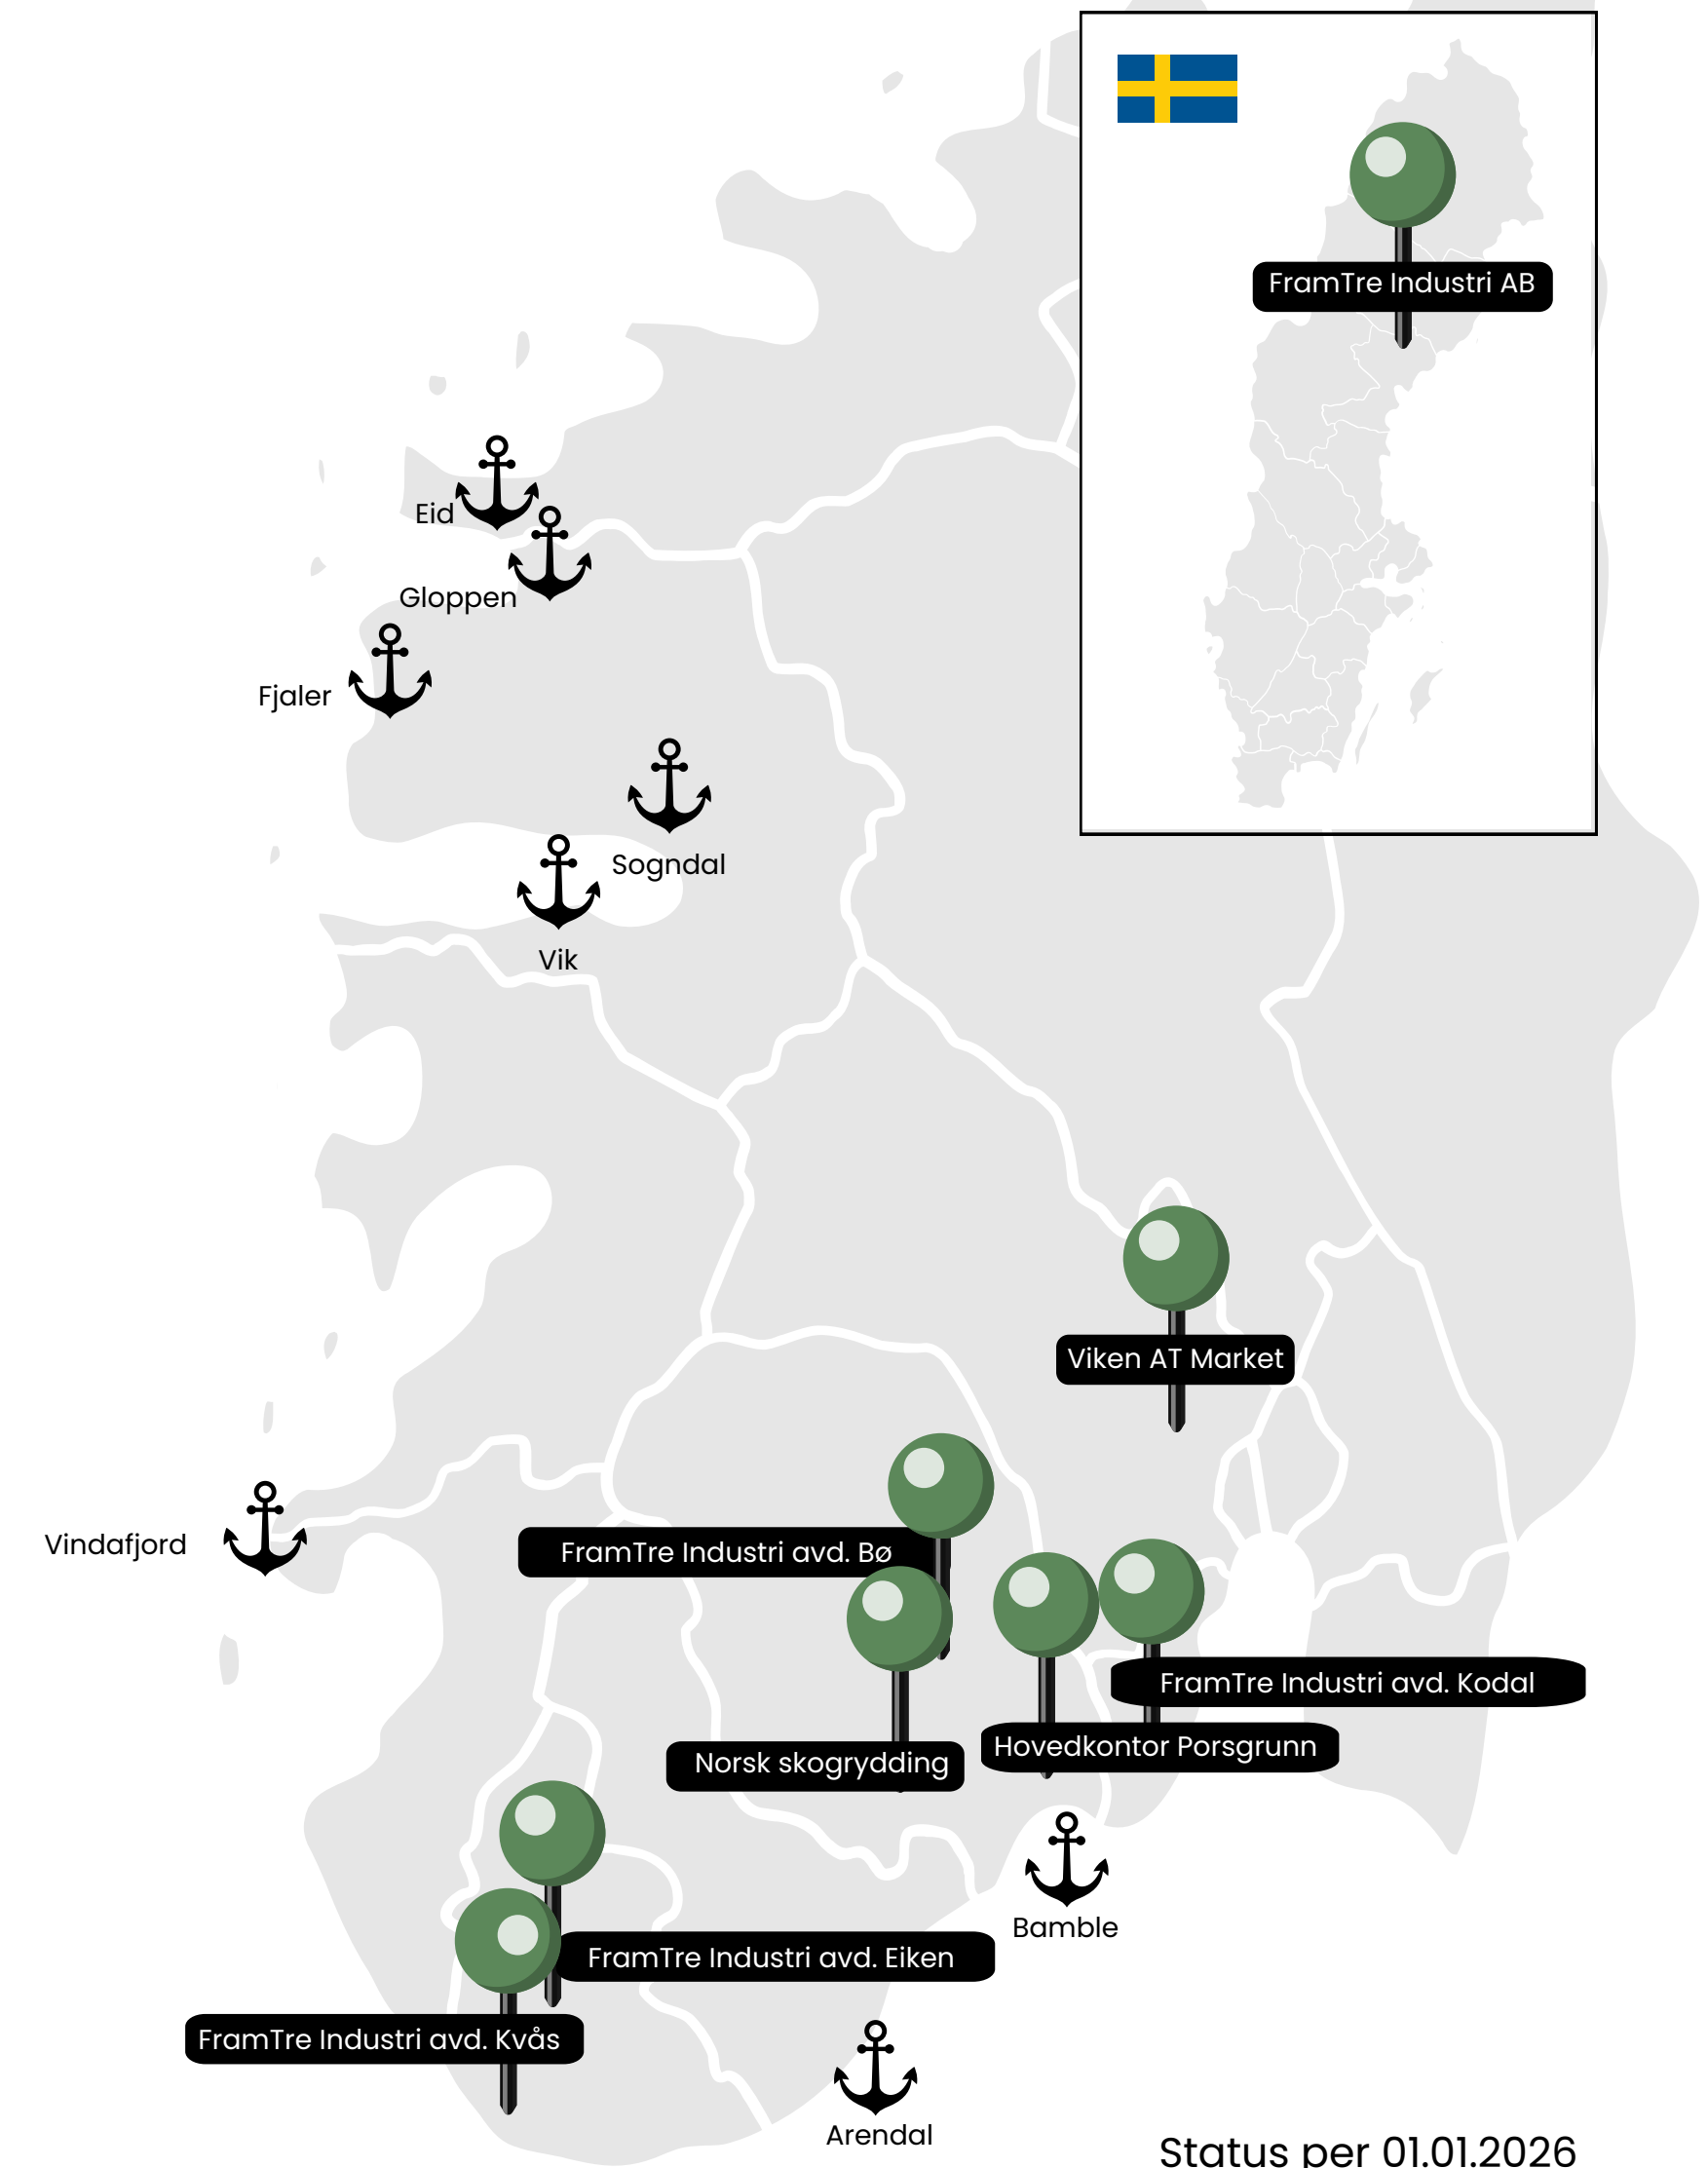 FramTre Industri AB
Eid
Gloppen
Fjaler
Sogndal
Vik
Viken AT Market
Vindafjord
FramTre Industri avd. Bø
FramTre Industri avd. Kodal
Hovedkontor Porsgrunn
Norsk skogrydding
Bamble
FramTre Industri avd. Eiken
FramTre Industri avd. Kvås
Arendal
Status per 01.01.2026